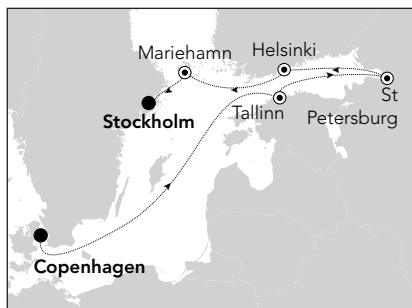 Mariehamn
Helsinki
St
Petersburg
Tallinn
Stockholm
Copenhagen